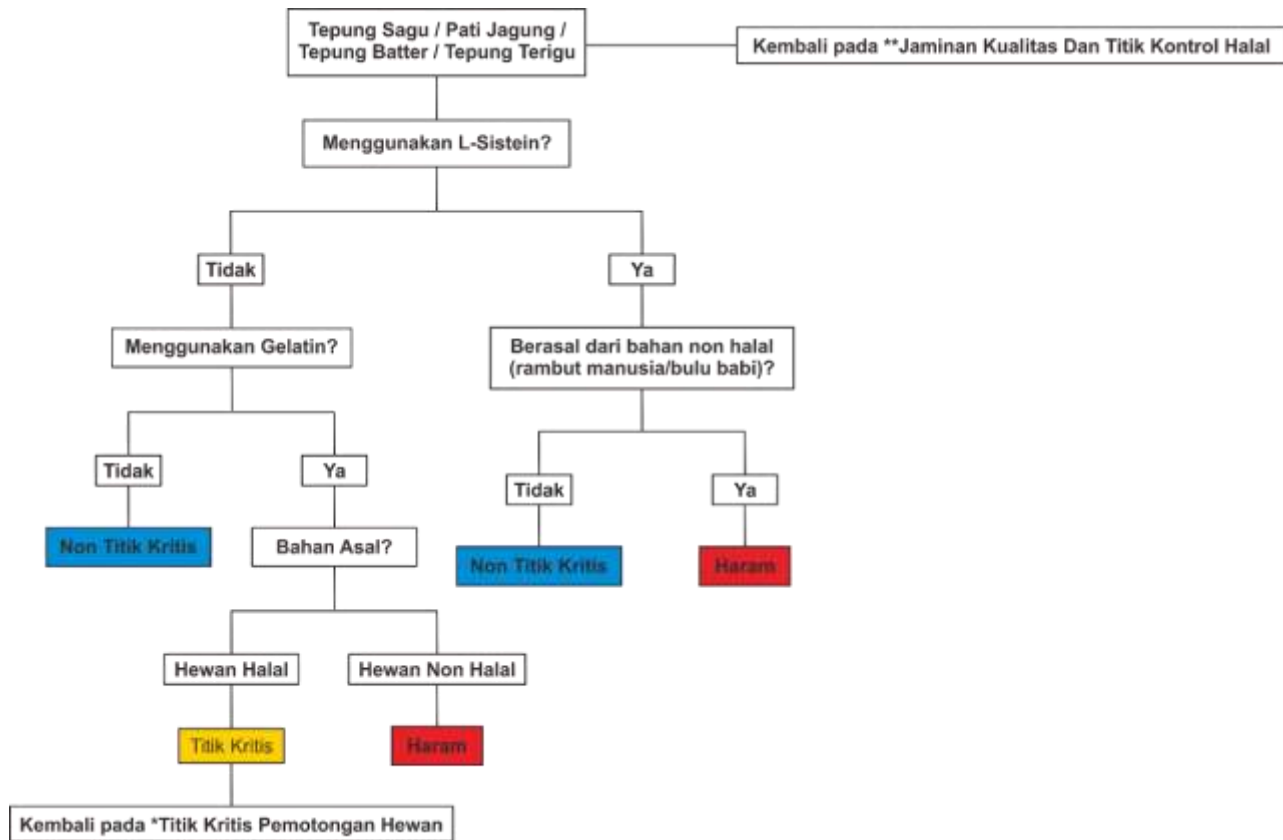 Tepung Sagu / Pati Jagung /
Tepung Batter / Tepung Terigu
Kembali pada **Jaminan Kualitas Dan Titik Kontrol Halal
Menggunakan L-Sistein?
Tidak
Ya
Menggunakan Gelatin?
Berasal dari bahan non halal
(rambut manusia/bulu babi)?
Tidak
Ya
Tidak
Ya
Non Titik Kritis
Bahan Asal?
Non Titik Kritis
Haram
Hewan Halal
Hewan Non Halal
Titik Kritis
Haram
Kembali pada *Titik Kritis Pemotongan Hewan